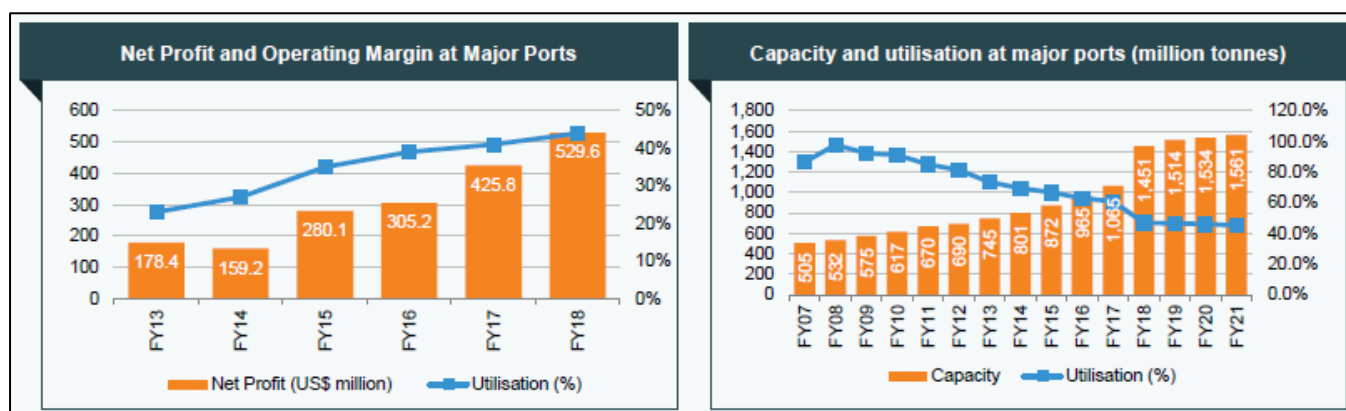 Net Profit and Operating Margin at Major Ports
600
500
400
300
200
100
0
50%
40%
30%
20%
10%
0%
178.4
159.2
280.1
305.2
425.8
529.6
FY13
FY14
FY15
FY16
FY17
FY18
Net Profit (US$ million)
Utilisation (%)
Capacity and utilisation at major ports (million tonnes)
1,800
1,600
1,400
1,200
1,000
800
600
400
200
0
120.0%
100.0%
80.0%
60.0%
40.0%
20.0%
0.0%
505
532
575
617
670
690
745
801
872
965
1,065
1,451
1,514
1,534
1,561
FY07
FY08
FY09
FY10
FY11
FY12
FY13
FY14
FY15
FY16
FY17
FY18
FY19
FY20
FY21
Capacity
Utilisation (%)